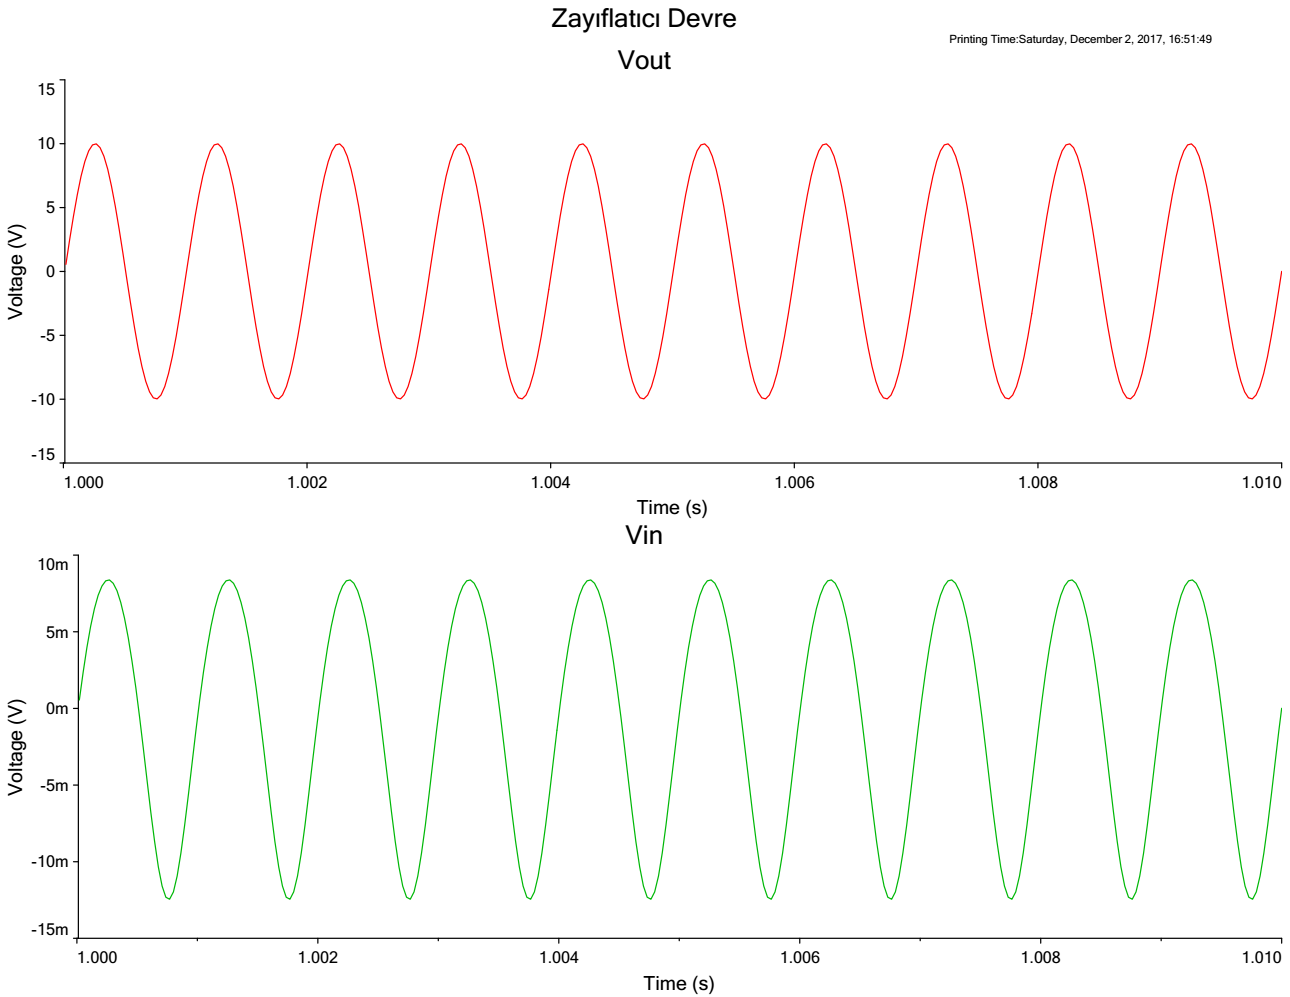 Zayıflatıcı Devre
Printing Time:Saturday, December 2, 2017, 16:51:49
Vout
15
10
5
0
-5
-10
-15
Voltage (V)
1.000 1.002 1.004 1.006 1.008 1.010
Time (s)
Vin
10m
5m
0m
-5m
-10m
-15m
Voltage (V)
1.000 1.002 1.004 1.006 1.008 1.010
Time (s)